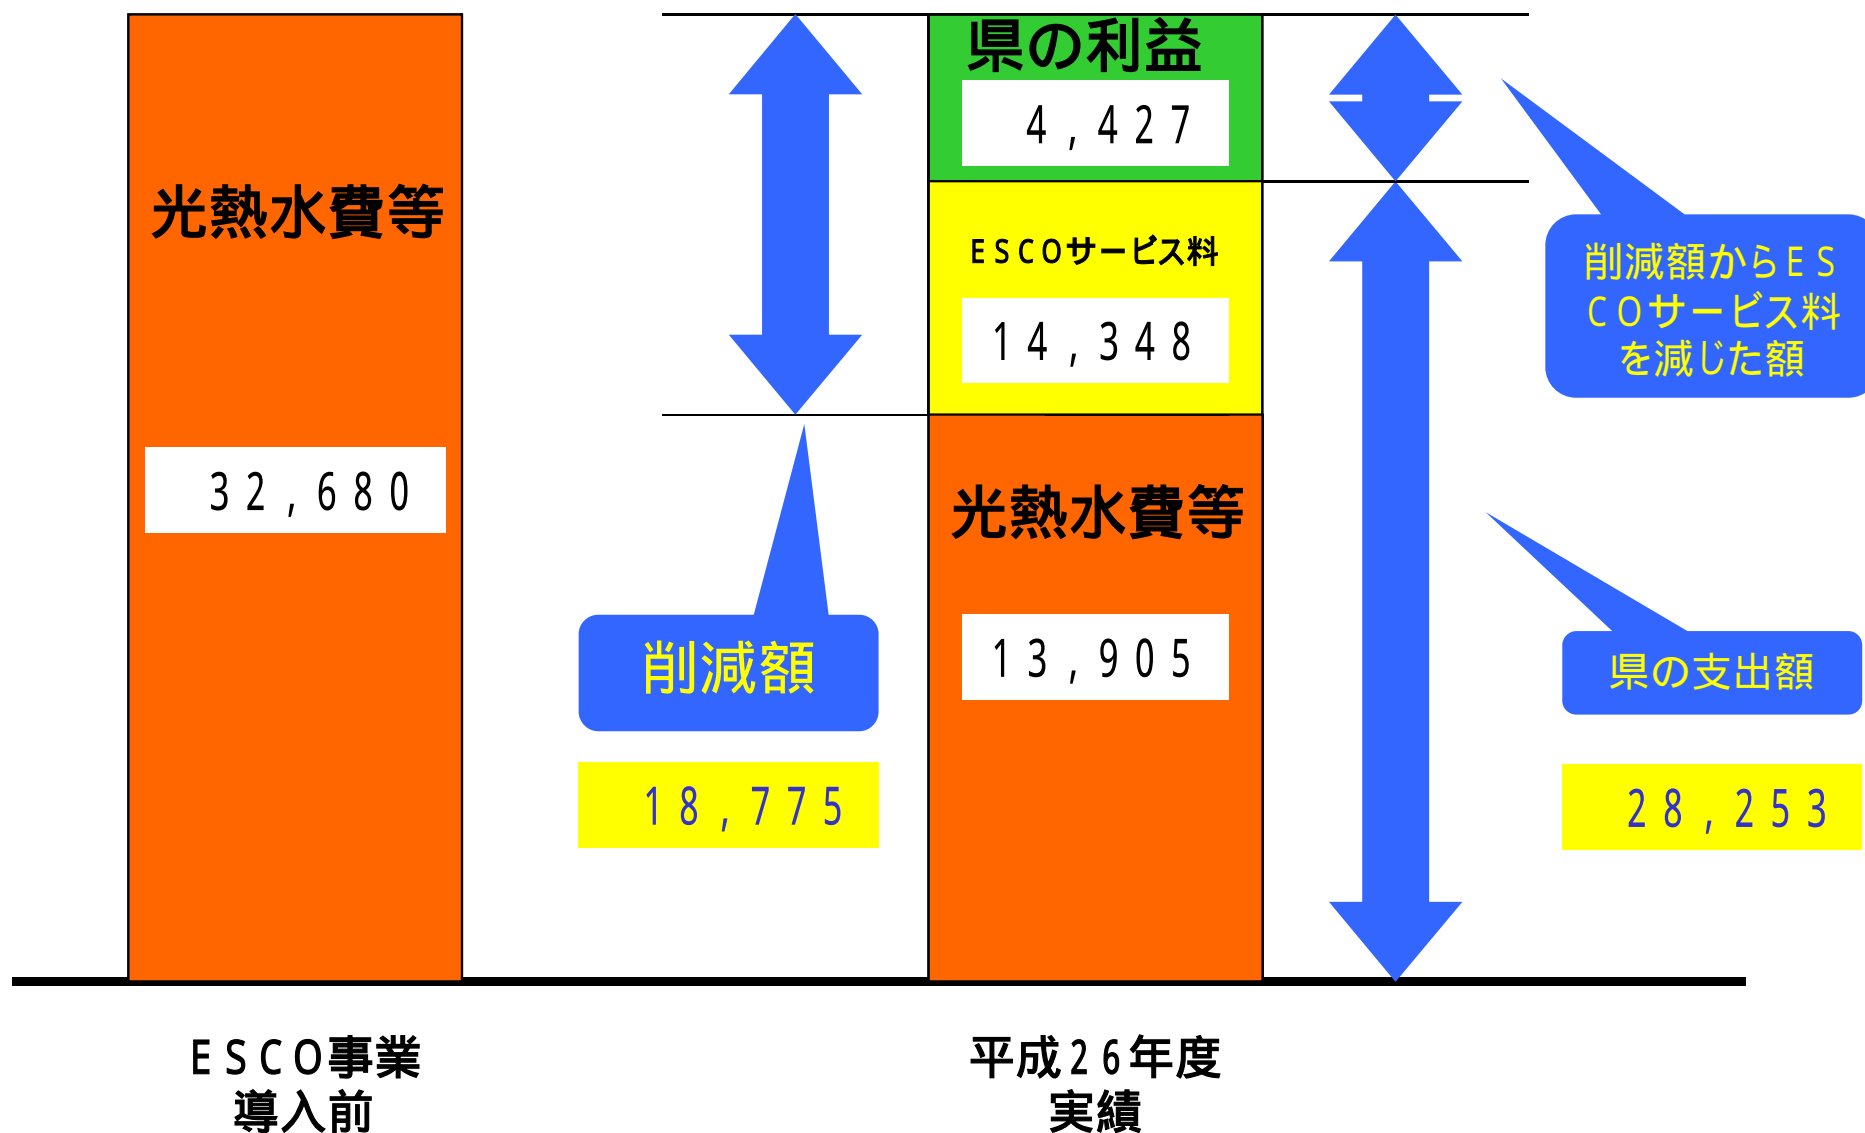 光熱水費等
３２，６８０
ＥＳＣＯ事業
導入前
削減額
１８，７７５
県の利益
４，４２７
ＥＳＣＯサービス料
１４，３４８
光熱水費等
１３，９０５
平成２６年度
実績
削減額からＥＳ
ＣＯサービス料
を減じた額
県の支出額
２８，２５３